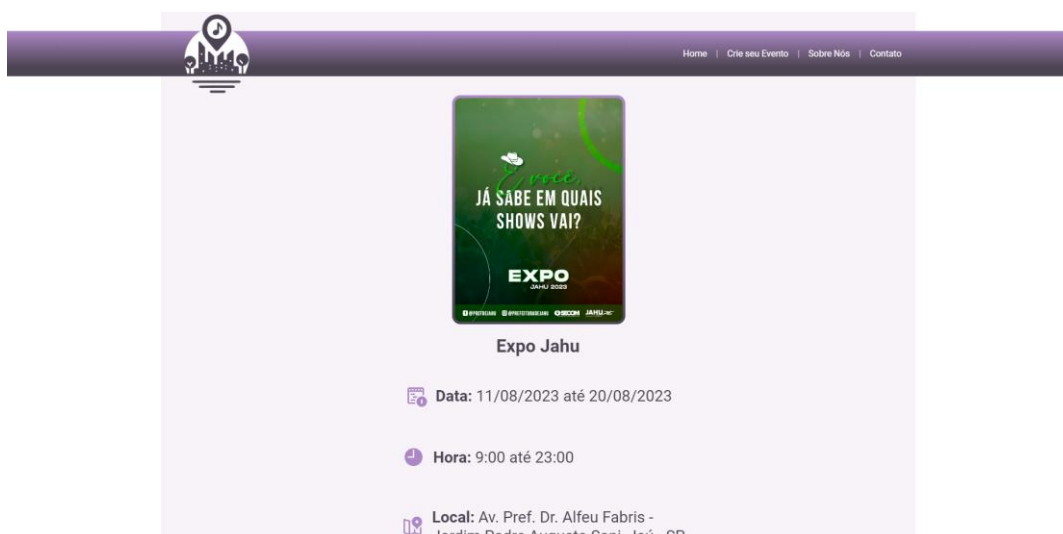 Home | Crie seu Evento | Sobre Nós | Contato
E você,
JÁ SABE EM QUAIS
SHOWS VAI?
EXPO
JAHU 2023
@PREFEITURADEJAHU SECOM JAHU
Expo Jahu
Data: 11/08/2023 até 20/08/2023
Hora: 9:00 até 23:00
Local: Av. Pref. Dr. Alfeu Fabris -